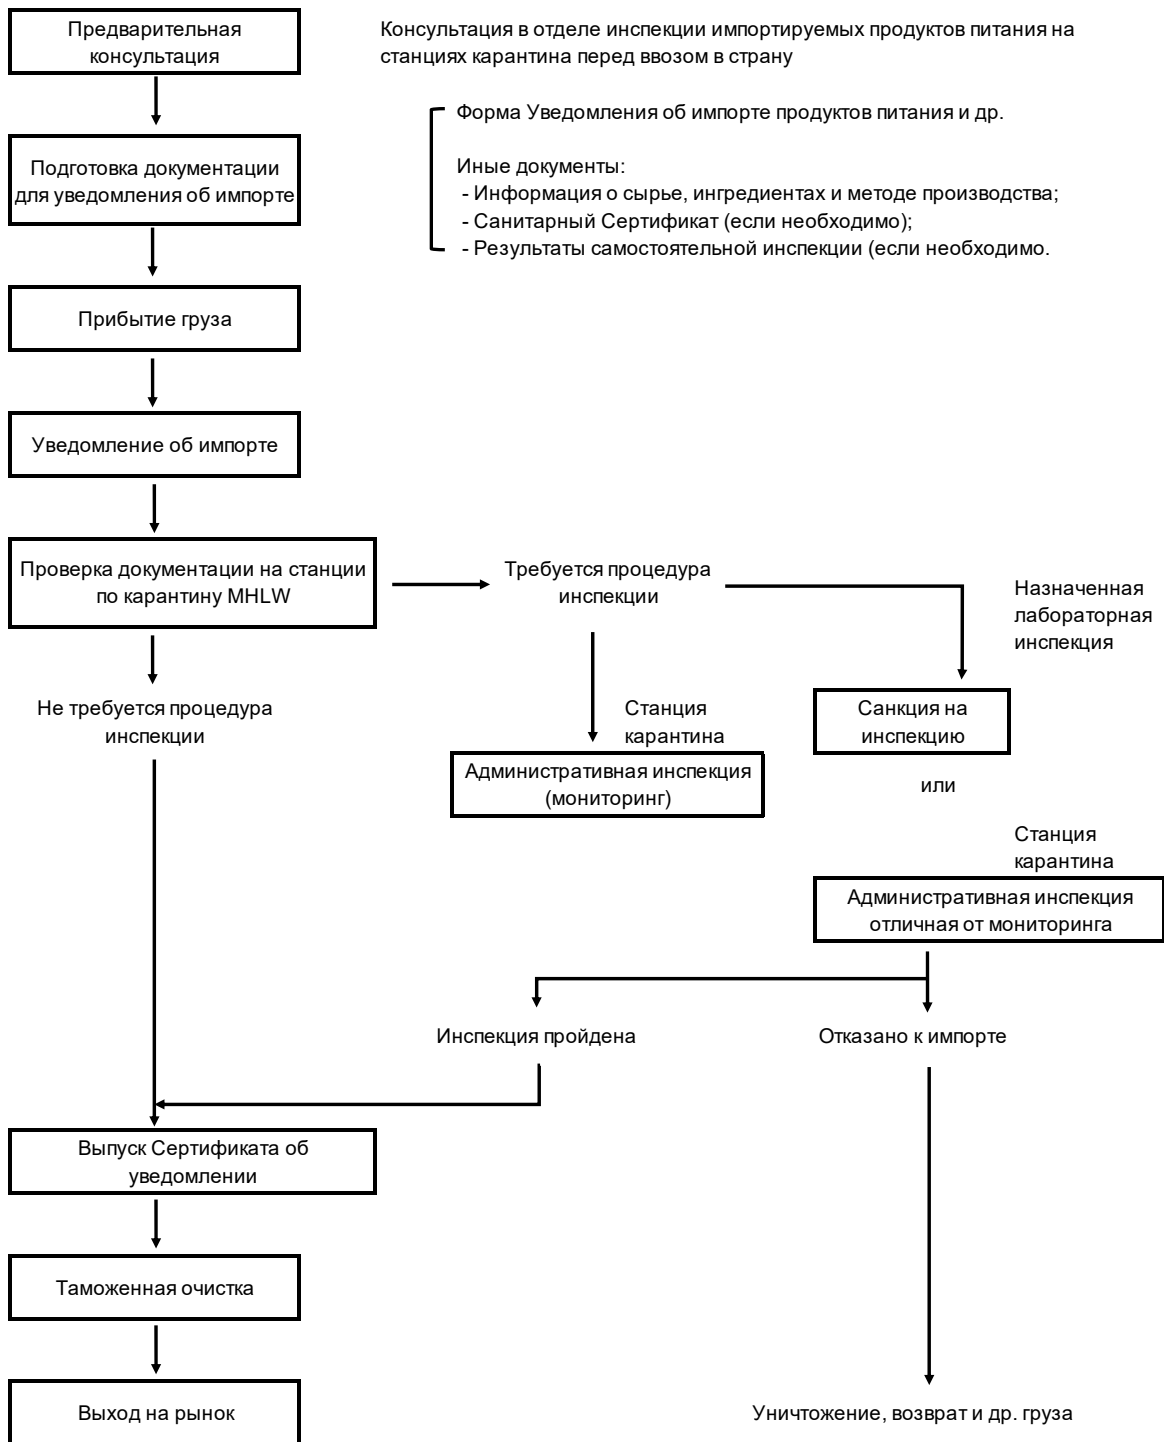 Предварительная
консультация
Консультация в отделе инспекции импортируемых продуктов питания на
станциях карантина перед ввозом в страну
Форма Уведомления об импорте продуктов питания и др.
Подготовка документации
для уведомления об импорте
Иные документы:
- Информация о сырье, ингредиентах и методе производства;
- Санитарный Сертификат (если необходимо);
- Результаты самостоятельной инспекции (если необходимо.
Прибытие груза
Уведомление об импорте
Проверка документации на станции
по карантину MHLW
Требуется процедура
инспекции
Назначенная
лабораторная
инспекция
Не требуется процедура
инспекции
Станция
карантина
Санкция на
инспекцию
Административная инспекция
(мониторинг)
или
Станция
карантина
Административная инспекция
отличная от мониторинга
Инспекция пройдена
Отказано к импорте
Выпуск Сертификата об
уведомлении
Таможенная очистка
Выход на рынок
Уничтожение, возврат и др. груза